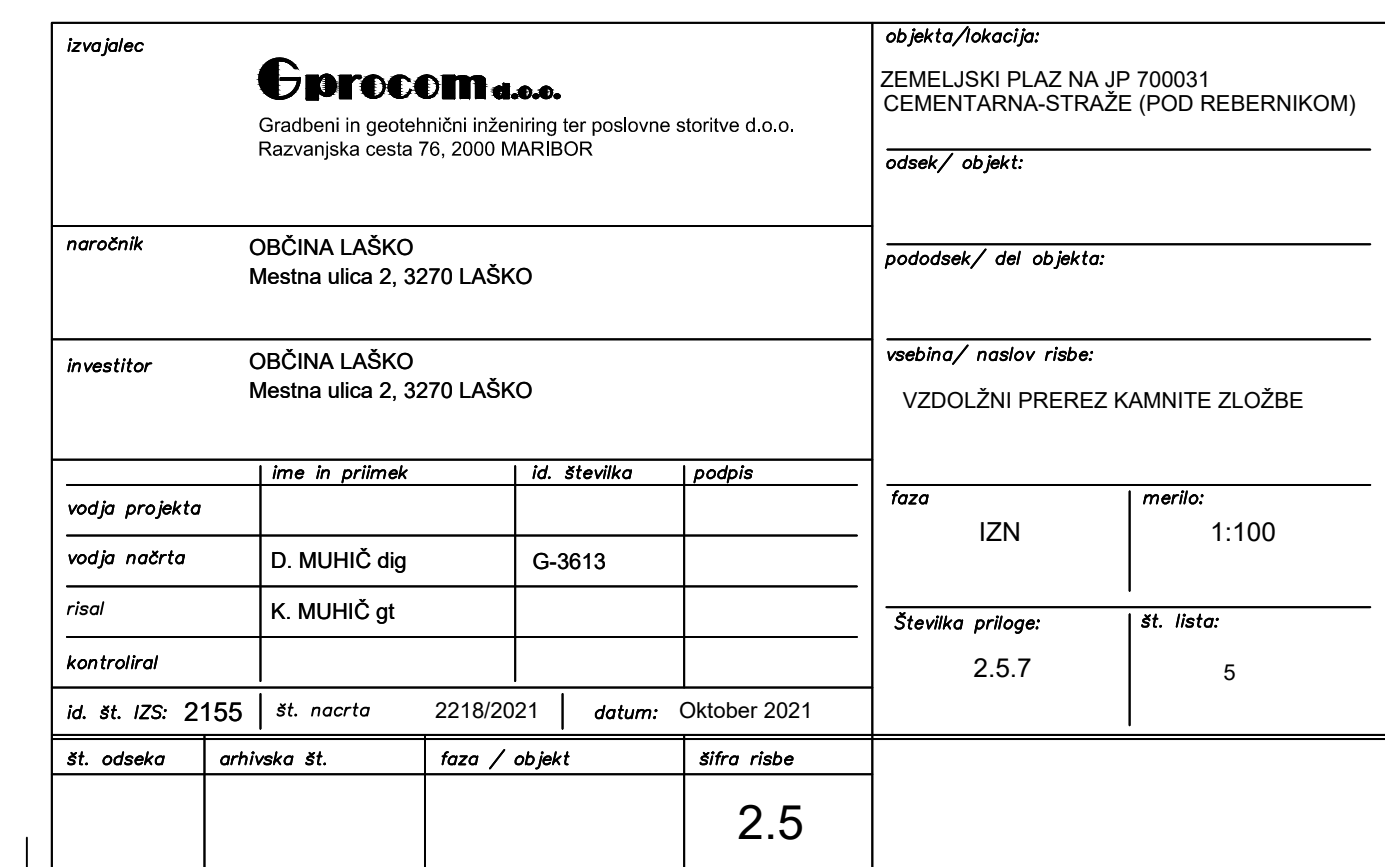 izvajalec
Gprocom d.o.o.
Gradbeni in geotehnični inženiring ter poslovne storitve d.o.o.
Razvanjska cesta 76, 2000 MARIBOR
naročnik
OBČINA LAŠKO
Mestna ulica 2, 3270 LAŠKO
investitor
OBČINA LAŠKO
Mestna ulica 2, 3270 LAŠKO
ime in priimek id. številka podpis
vodja projekta
vodja načrta D. MUHIČ dig G-3613
risal K. MUHIČ gt
kontroliral
id. št. IZS: 2155 št. nacrta 2218/2021 datum: Oktober 2021
št. odseka arhivska št. faza / objekt šifra risbe
2.5
objekta/lokacija:
ZEMELJSKI PLAZ NA JP 700031
CEMENTARNA-STRAŽE (POD REBERNIKOM)
odsek/ objekt:
pododsek/ del objekta:
vsebina/ naslov risbe:
VZDOLŽNI PREREZ KAMNITE ZLOŽBE
faza merilo:
IZN 1:100
Številka priloge: št. lista:
2.5.7 5